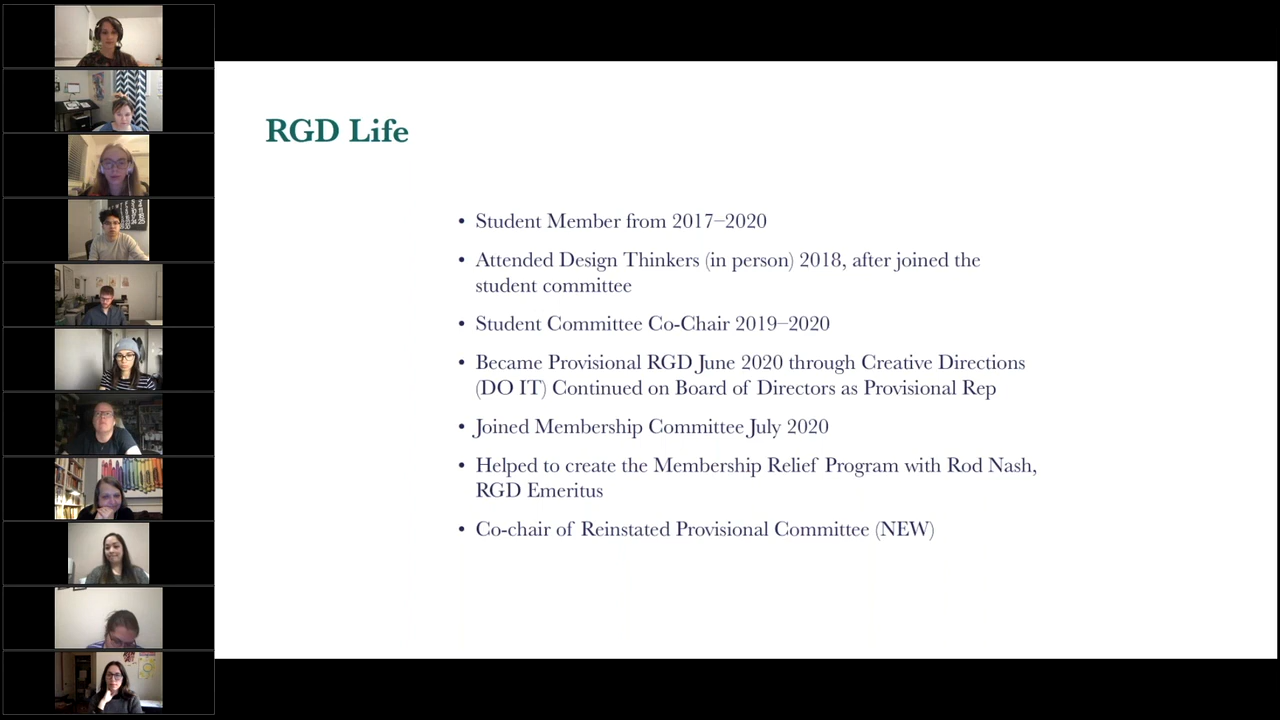 RGD Life
• Student Member from 2017–2020
• Attended Design Thinkers (in person) 2018, after joined the
student committee
• Student Committee Co-Chair 2019–2020
• Became Provisional RGD June 2020 through Creative Directions
(DO IT) Continued on Board of Directors as Provisional Rep
• Joined Membership Committee July 2020
• Helped to create the Membership Relief Program with Rod Nash,
RGD Emeritus
• Co-chair of Reinstated Provisional Committee (NEW)